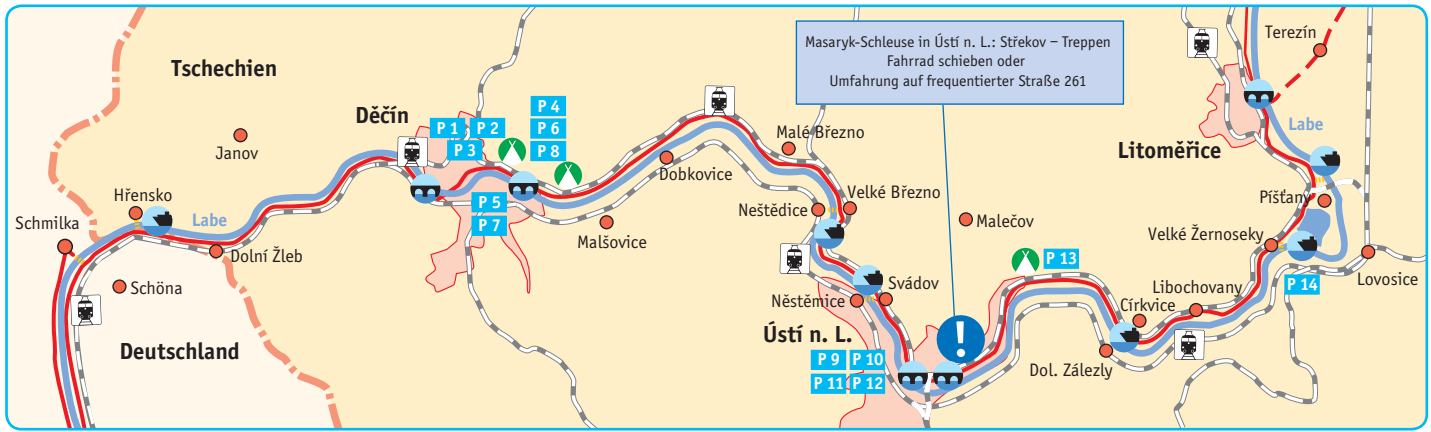 Masaryk-Schleuse in Ústí n. L.: Střekov – Treppen
Fahrrad schieben oder
Umfahrung auf frequentierter Straße 261
Tschechien
Děčín
P 1
P 2
P 3
P 4
P 6
P 8
P 5
P 7
Janov
Hřensko
Labe
Schmilka
Dolní Žleb
Schöna
Deutschland
Malšovice
Dobkovice
Malé Březno
Velké Březno
Neštědice
Malečov
Svádov
Něstěmice
Ústí n. L.
P 9
P 10
P 11
P 12
!
P 13
Církvice
Dol. Zálezly
Libochovany
Velké Žernoseky
P 14
Lovosice
Píšťany
Litoměřice
Labe
Terezín